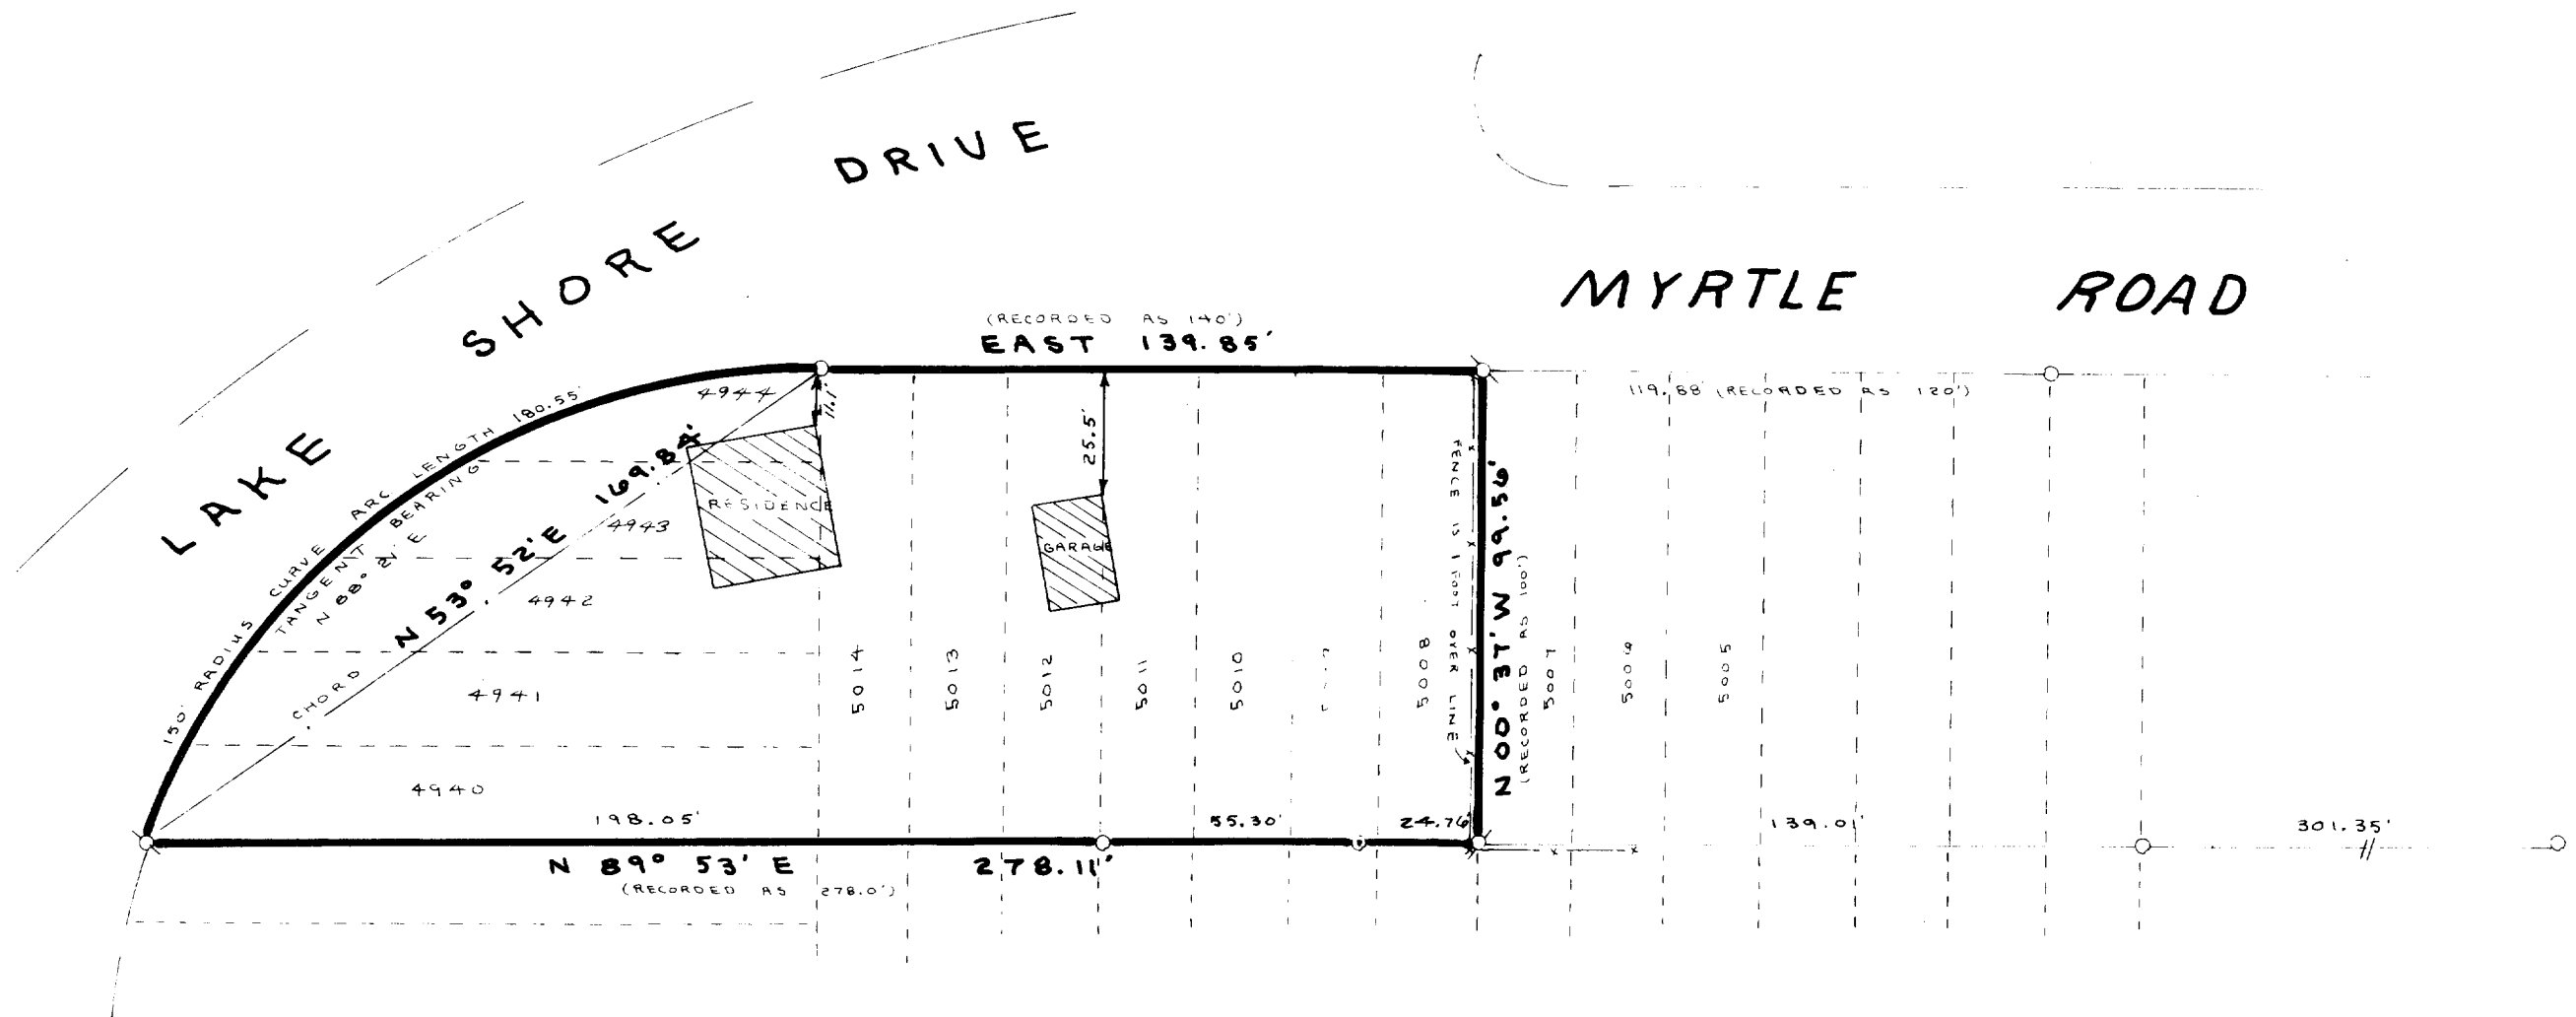 LAKE SHORE DRIVE
MYRTLE ROAD
(RECORDED AS 140')
EAST 139.85'
119.88' (RECORDED AS 120')
4944
11.1'
150' RADIUS CURVE ARC LENGTH 180.55'
TANGENT BEARING
N 68° 21' E
CHORD N 53° 52' E 169.84'
RESIDENCE
4943
4942
4941
4940
25.5'
GARAGE
FENCE IS 1 FOOT OVER LINE
N 00° 37' W 99.56'
(RECORDED AS 100')
5014
5013
5012
5011
5010
5008
5007
5006
5005
198.05'
55.30'
24.76'
139.01'
301.35'
N 89° 53' E 278.11'
(RECORDED AS 278.0')